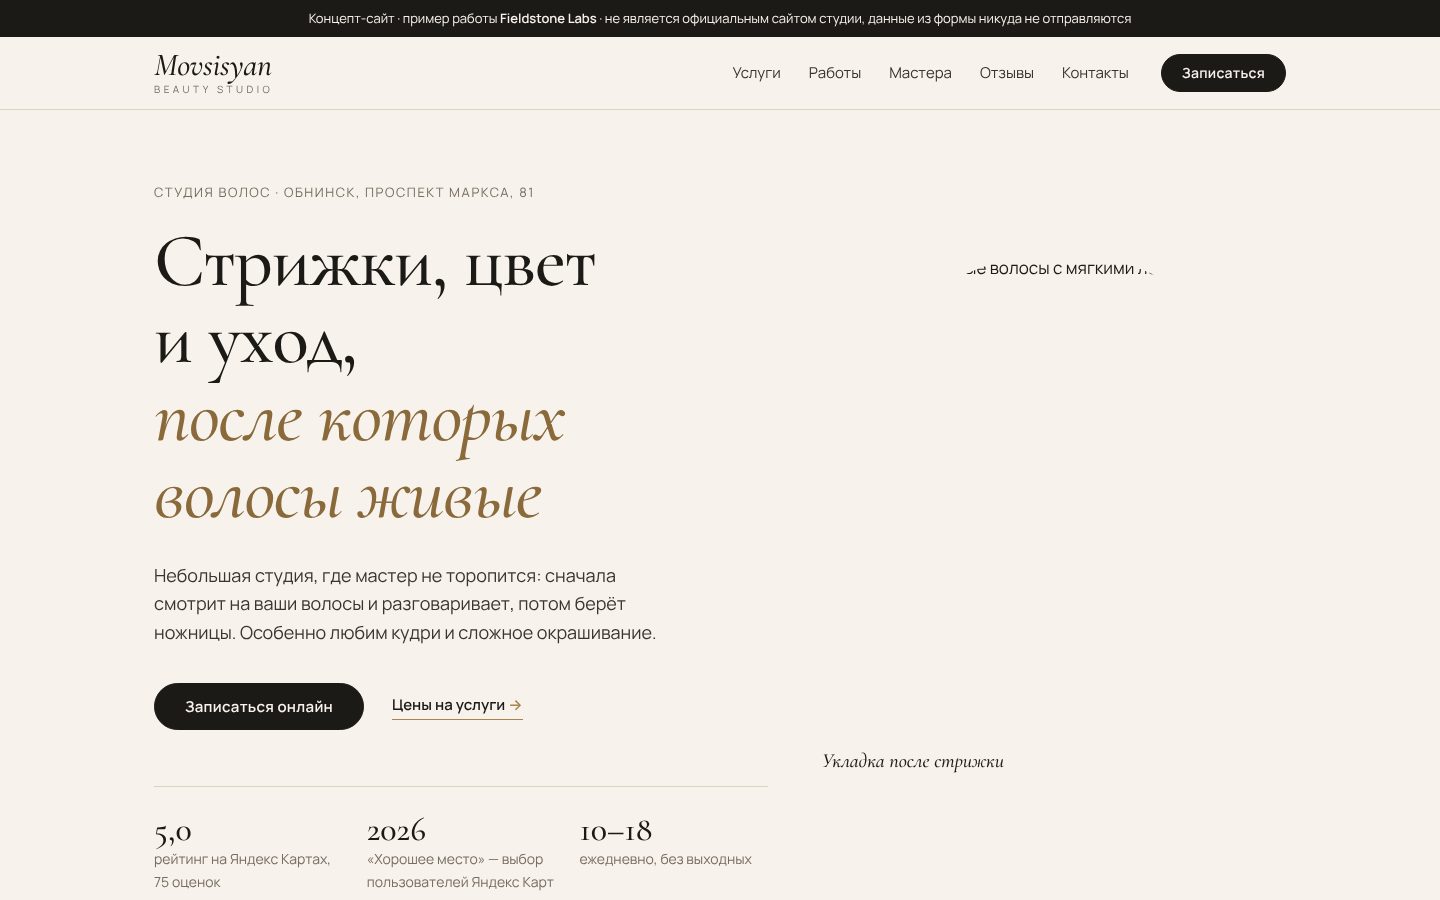 Концепт-сайт · пример работы Fieldstone Labs · не является официальным сайтом студии, данные из формы никуда не отправляются
Movsisyan
BEAUTY STUDIO
Услуги
Работы
Мастера
Отзывы
Контакты
Записаться
СТУДИЯ ВОЛОС · ОБНИНСК, ПРОСПЕКТ МАРКСА, 81
Стрижки, цвет
и уход,
после которых
волосы живые
волосы с мягкими
Небольшая студия, где мастер не торопится: сначала
смотрит на ваши волосы и разговаривает, потом берёт
ножницы. Особенно любим кудри и сложное окрашивание.
Записаться онлайн
Цены на услуги →
Укладка после стрижки
5,0
рейтинг на Яндекс Картах,
75 оценок
2026
«Хорошее место» — выбор
пользователей Яндекс Карт
10–18
ежедневно, без выходных